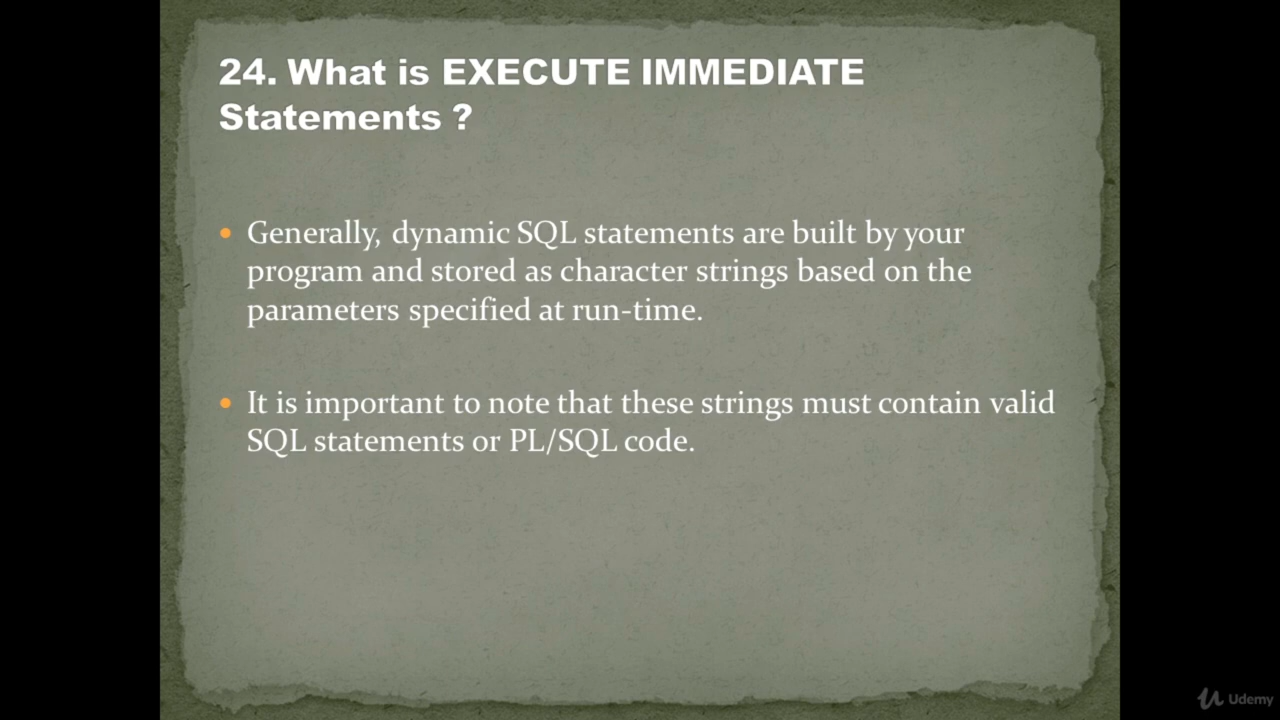 24. What is EXECUTE IMMEDIATE
Statements ?
• Generally, dynamic SQL statements are built by your
program and stored as character strings based on the
parameters specified at run-time.
• It is important to note that these strings must contain valid
SQL statements or PL/SQL code.
Udemy